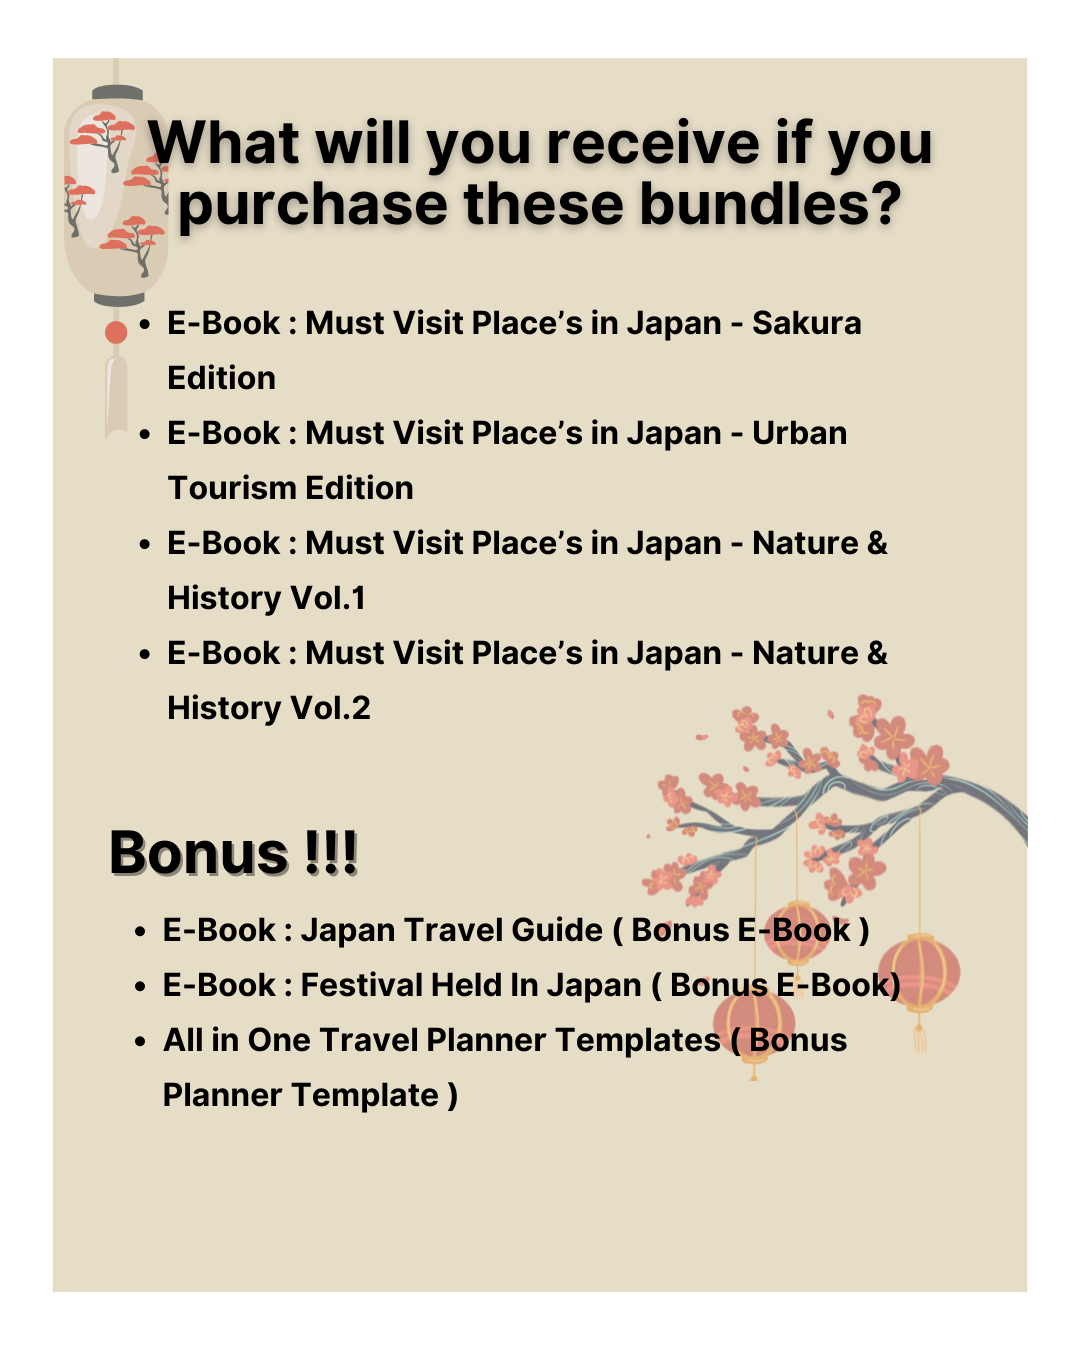 What will you receive if you
purchase these bundles?
• E-Book : Must Visit Place’s in Japan - Sakura
Edition
• E-Book : Must Visit Place’s in Japan - Urban
Tourism Edition
• E-Book : Must Visit Place’s in Japan - Nature &
History Vol.1
• E-Book : Must Visit Place’s in Japan - Nature &
History Vol.2
Bonus !!!
• E-Book : Japan Travel Guide ( Bonus E-Book )
• E-Book : Festival Held In Japan ( Bonus E-Book)
• All in One Travel Planner Templates ( Bonus
Planner Template )